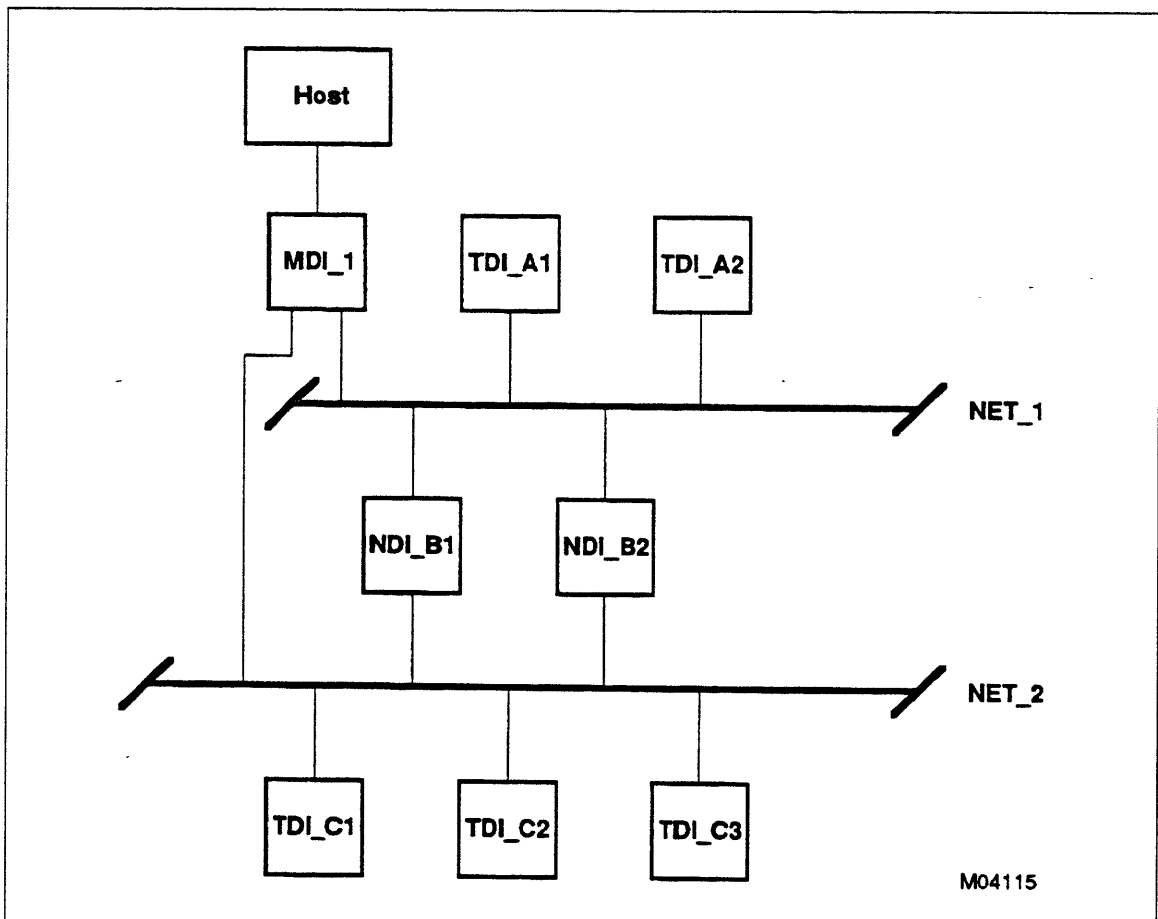 Host
MDI_1
TDI_A1
TDI_A2
NET_1
NDI_B1
NDI_B2
NET_2
TDI_C1
TDI_C2
TDI_C3
M04115